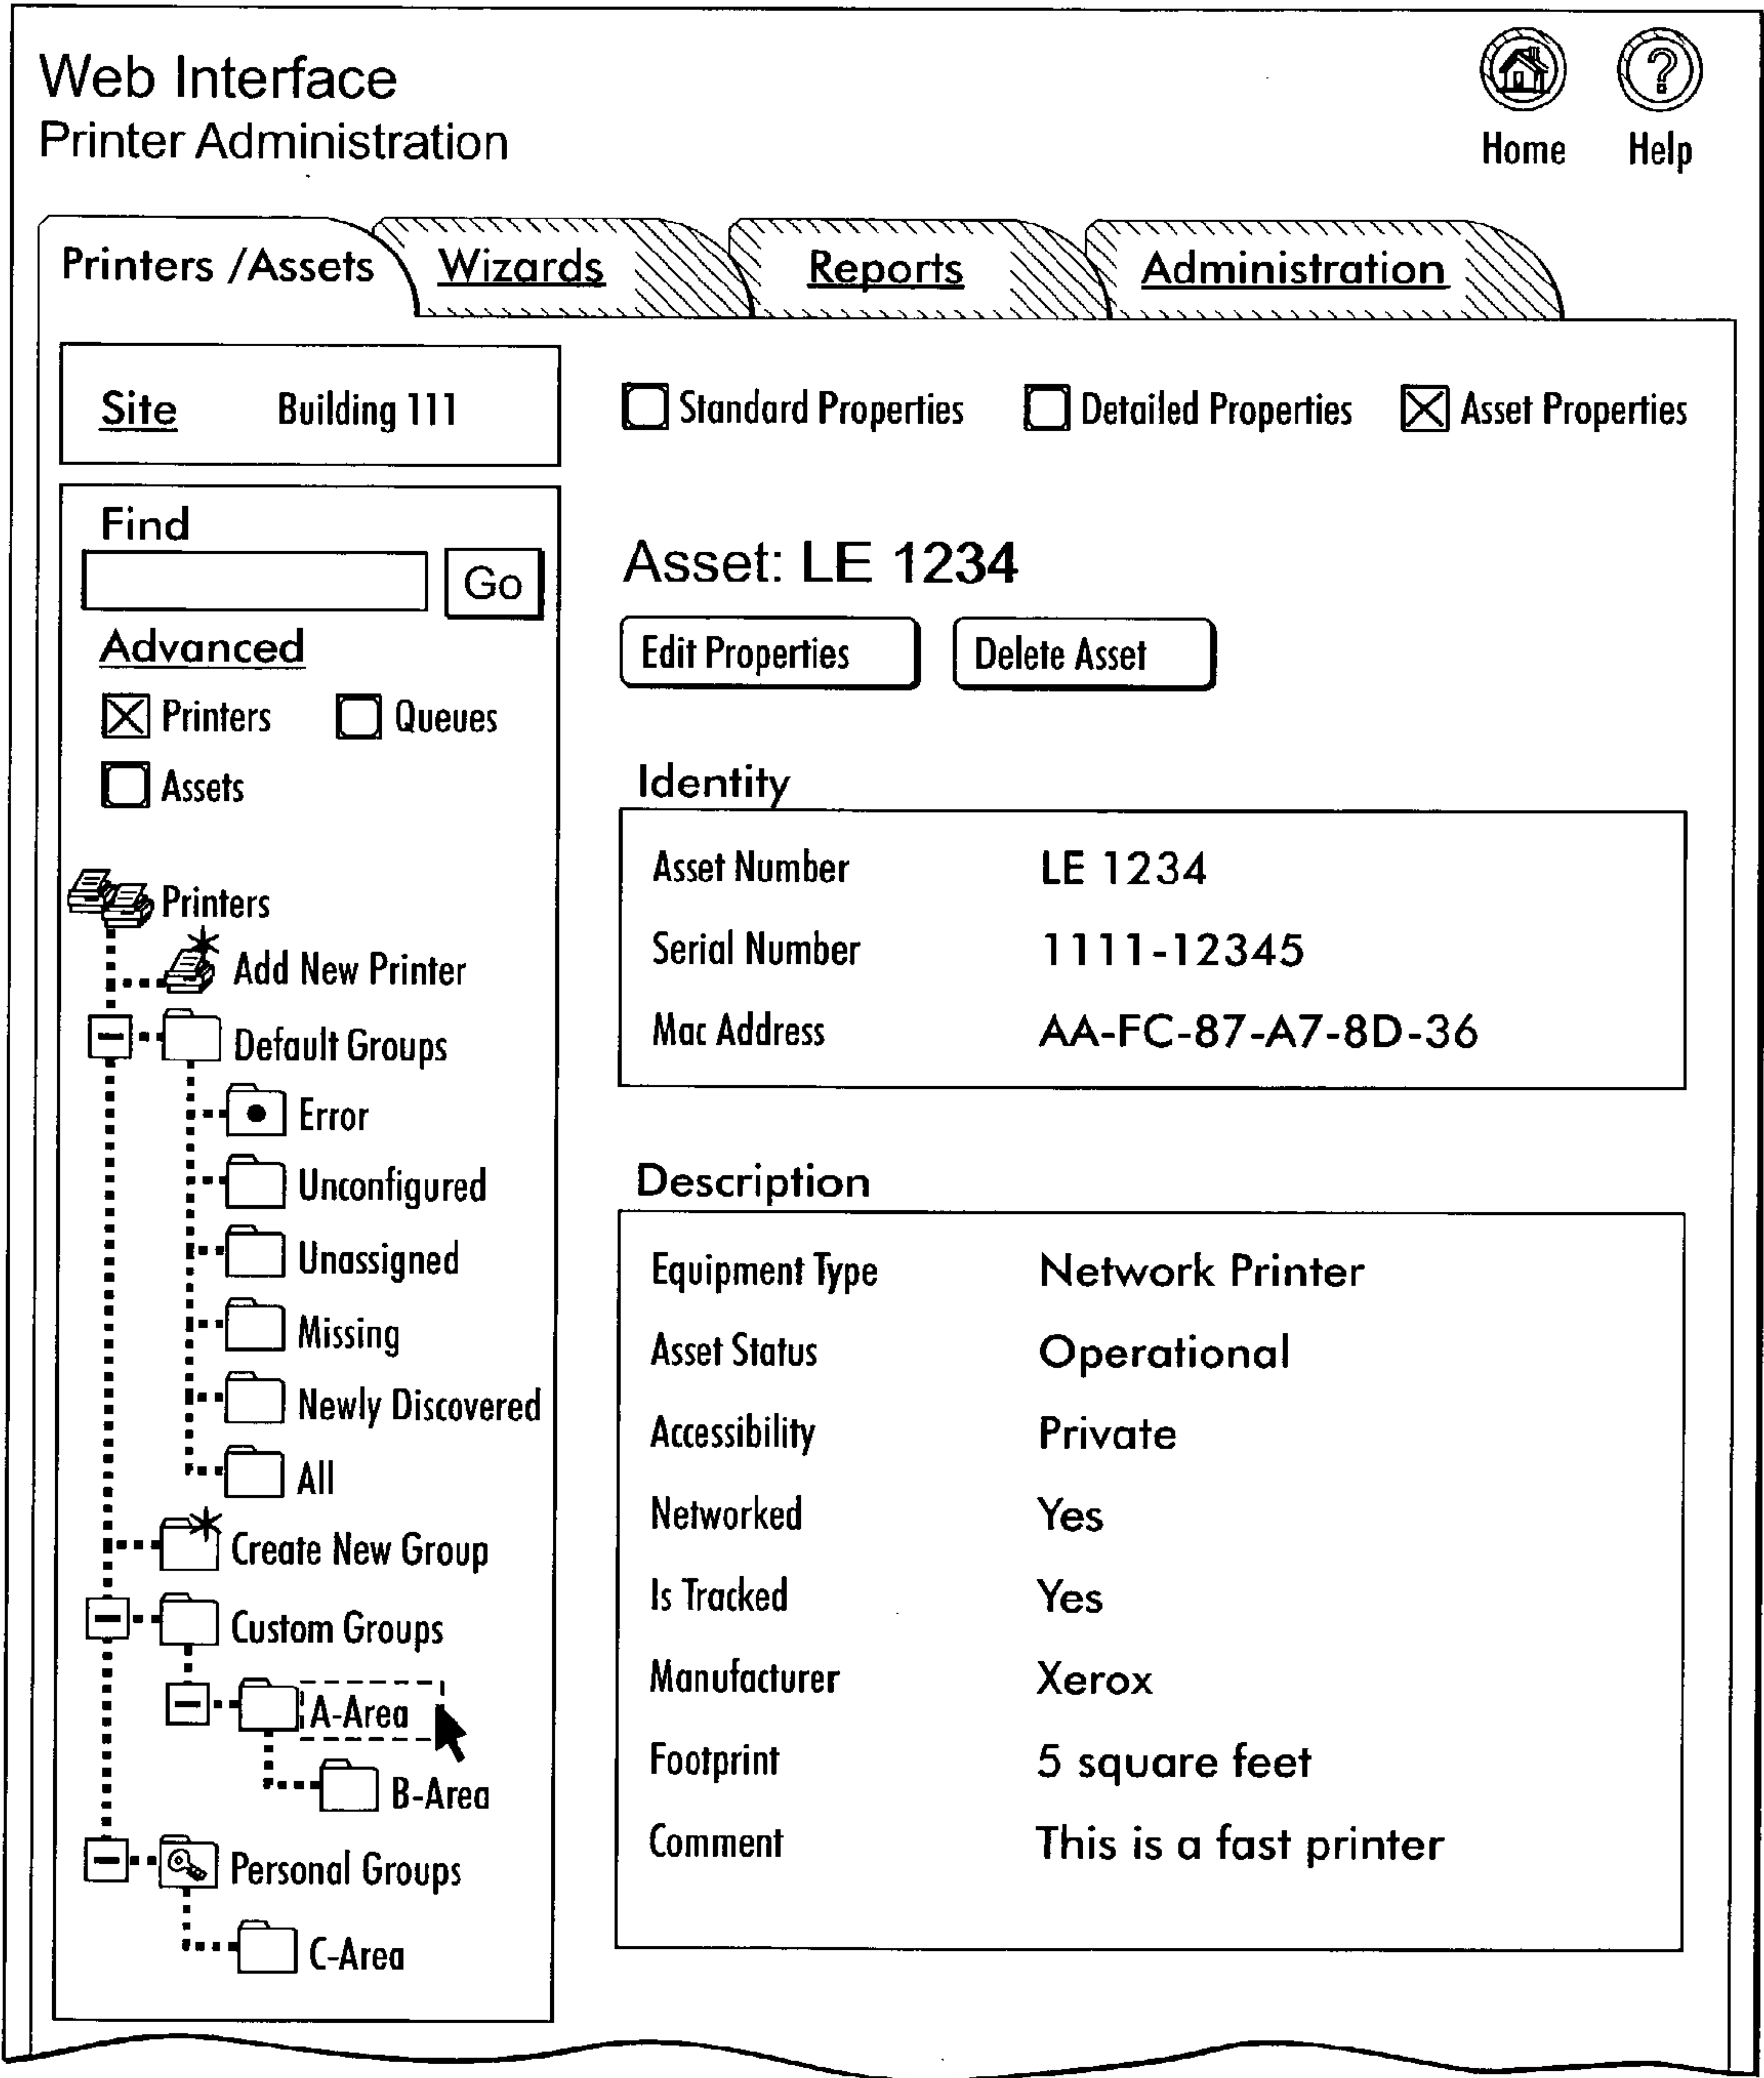 Web Interface
Printer Administration
Home Help
Printers /Assets Wizards Reports Administration
Site Building 111
Standard Properties Detailed Properties Asset Properties
Find
Go
Advanced
Printers Queues
Assets
Printers
Add New Printer
Default Groups
Error
Unconfigured
Unassigned
Missing
Newly Discovered
All
Create New Group
Custom Groups
A-Area
B-Area
Personal Groups
C-Area
Asset: LE 1234
Edit Properties Delete Asset
Identity
Asset Number LE 1234
Serial Number 1111-12345
Mac Address AA-FC-87-A7-8D-36
Description
Equipment Type Network Printer
Asset Status Operational
Accessibility Private
Networked Yes
Is Tracked Yes
Manufacturer Xerox
Footprint 5 square feet
Comment This is a fast printer